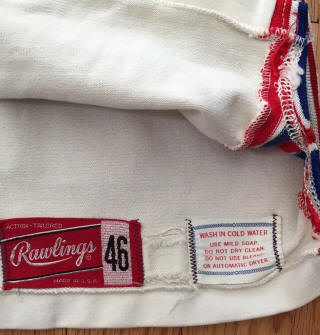 ACTION-TAILORED
Rawlings
46
MADE IN U.S.A.
WASH IN COLD WATER
USE MILD SOAP.
DO NOT DRY CLEAN.
DO NOT USE BLEACH
OR AUTOMATIC DRYER.